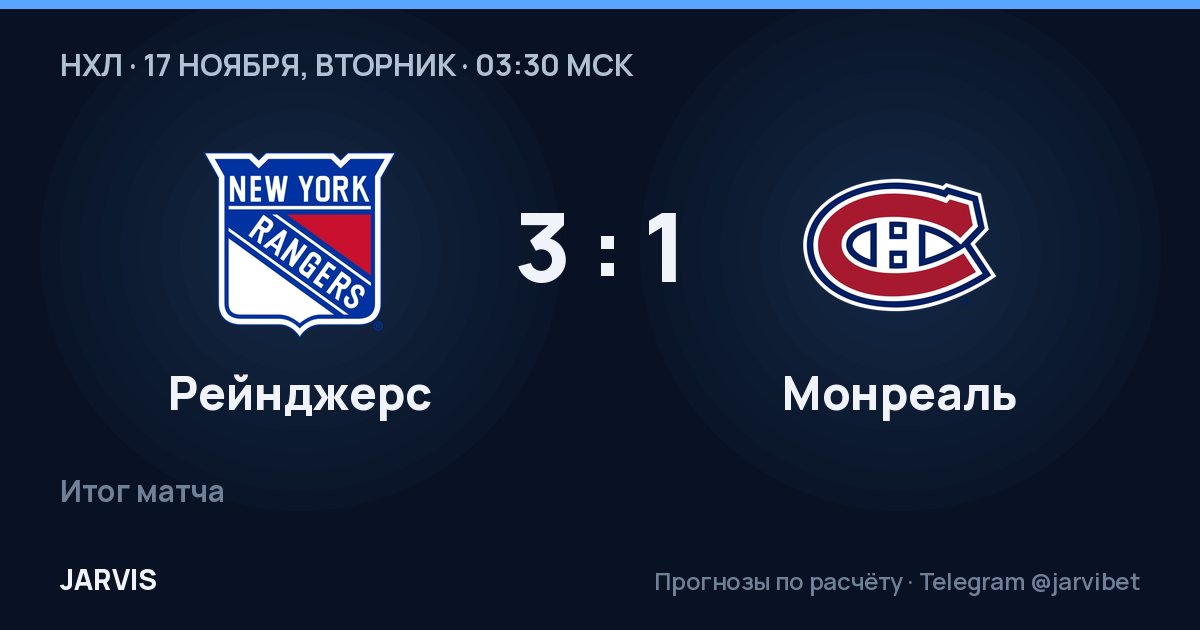 НХЛ · 17 НОЯБРЯ, ВТОРНИК · 03:30 МСК
NEW YORK
RANGERS
3 : 1
Рейнджерс
Монреаль
Итог матча
JARVIS
Прогнозы по расчёту · Telegram @jarvibet